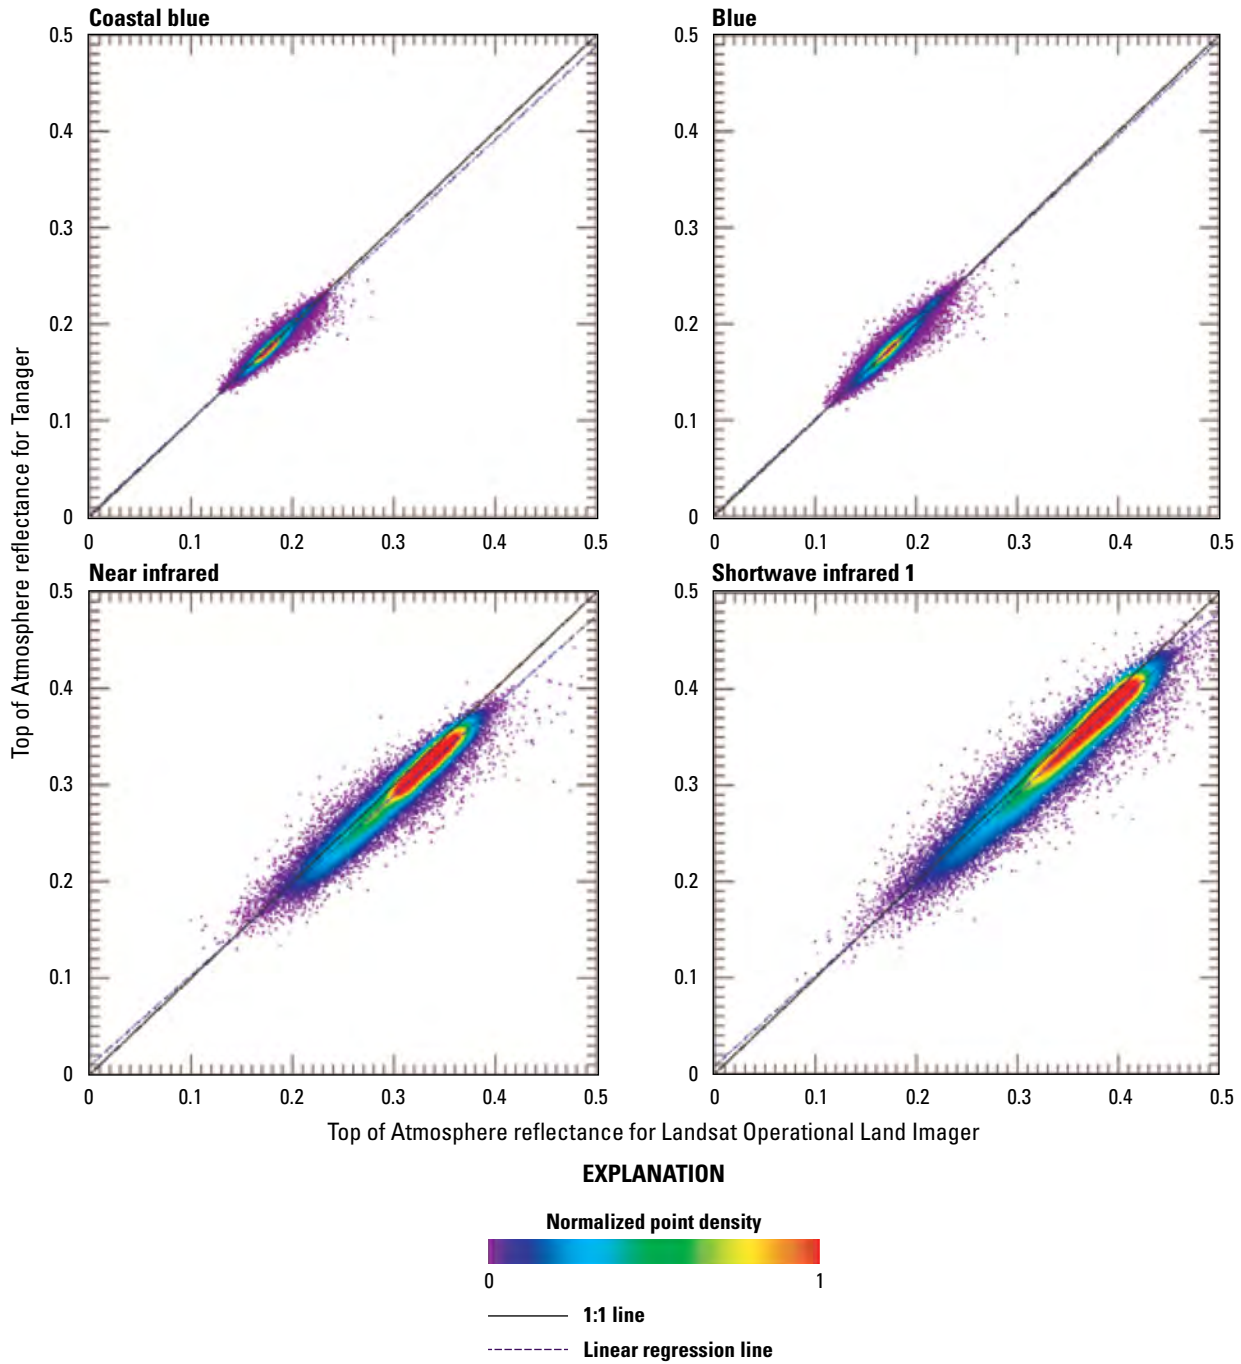 Coastal blue
Blue
0.5
0.4
0.3
0.2
0.1
0
0 0.1 0.2 0.3 0.4 0.5
0.5
0.4
0.3
0.2
0.1
0
0 0.1 0.2 0.3 0.4 0.5
Near infrared
Shortwave infrared 1
0.5
0.4
0.3
0.2
0.1
0
0 0.1 0.2 0.3 0.4 0.5
0.5
0.4
0.3
0.2
0.1
0
0 0.1 0.2 0.3 0.4 0.5
Top of Atmosphere reflectance for Tanager
Top of Atmosphere reflectance for Landsat Operational Land Imager
EXPLANATION
Normalized point density
0 1
1:1 line
Linear regression line